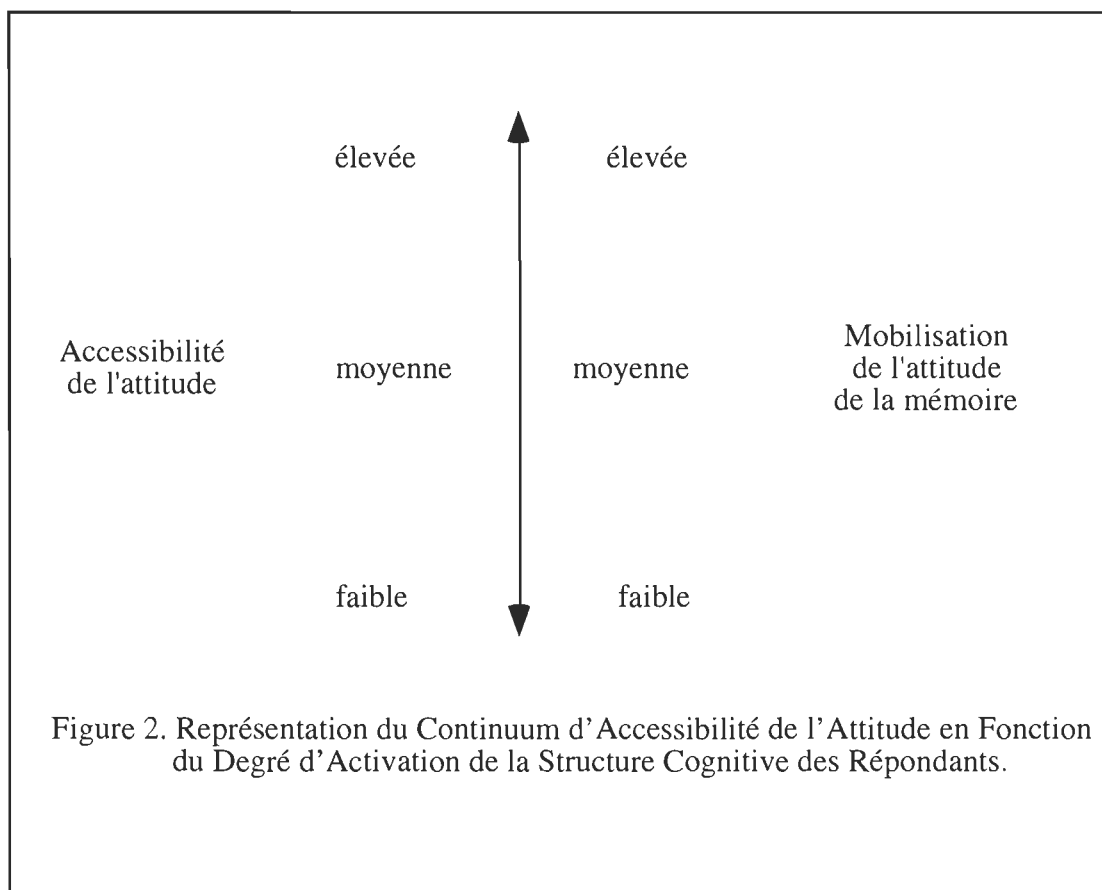 élevée élevée
Accessibilité
de l'attitude
moyenne moyenne
Mobilisation
de l'attitude
de la mémoire
faible faible
Figure 2. Représentation du Continuum d’Accessibilité de l’Attitude en Fonction
du Degré d’Activation de la Structure Cognitive des Répondants.